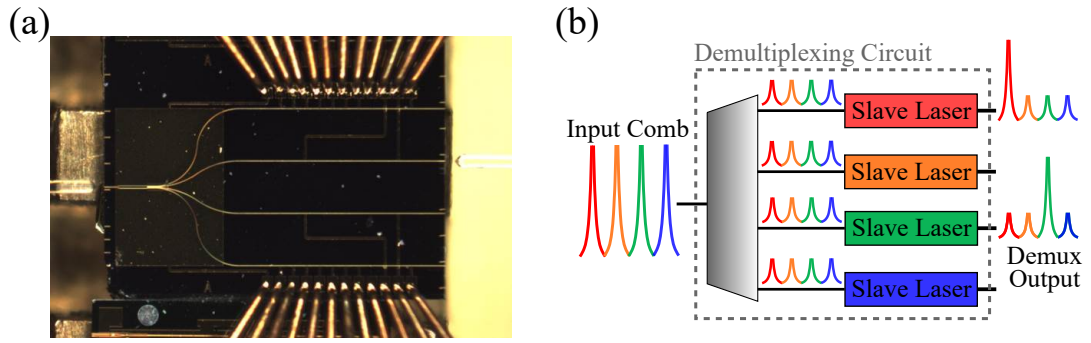 (a)
(b)
Demultiplexing Circuit
Input Comb
Slave Laser
Slave Laser
Slave Laser
Slave Laser
Demux
Output